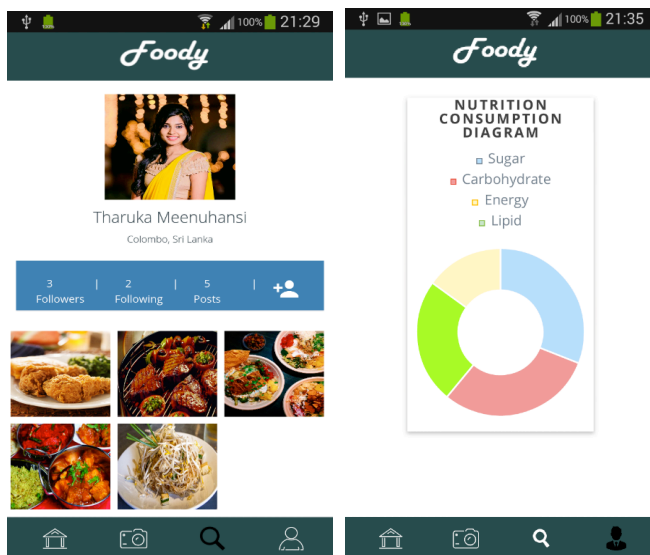 100% 21:29
Foody
Tharuka Meenuhansi
Colombo, Sri Lanka
3 | 2 | 5 |
Followers Following Posts
100% 21:35
Foody
NUTRITION
CONSUMPTION
DIAGRAM
Sugar
Carbohydrate
Energy
Lipid